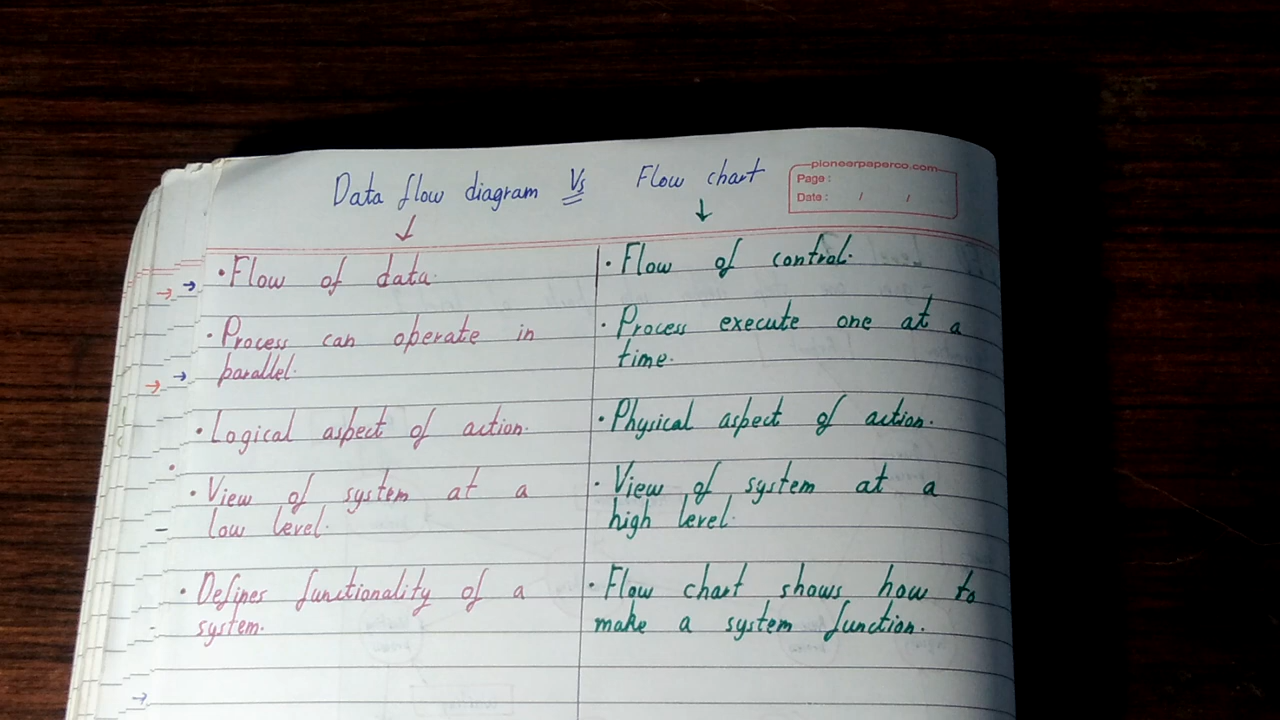 Data flow diagram Vs Flow chart
pioneerpaperco.com
Page:
Date: / /
• Flow of data.
• Process can operate in
parallel.
• Logical aspect of action.
• View of system at a
low level.
• Defines functionality of a
system.
• Flow of control.
• Process execute one at a
time.
• Physical aspect of action.
• View of system at a
high level.
• Flow chart shows how to
make a system function.